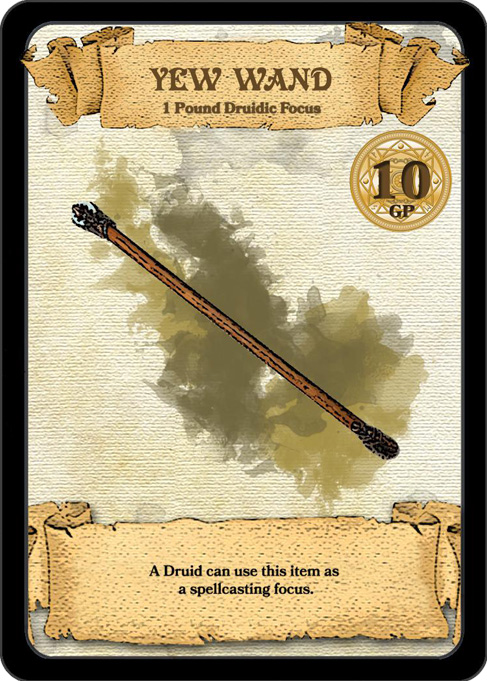 YEW WAND
1 Pound Druidic Focus
10
GP
A Druid can use this item as
a spellcasting focus.